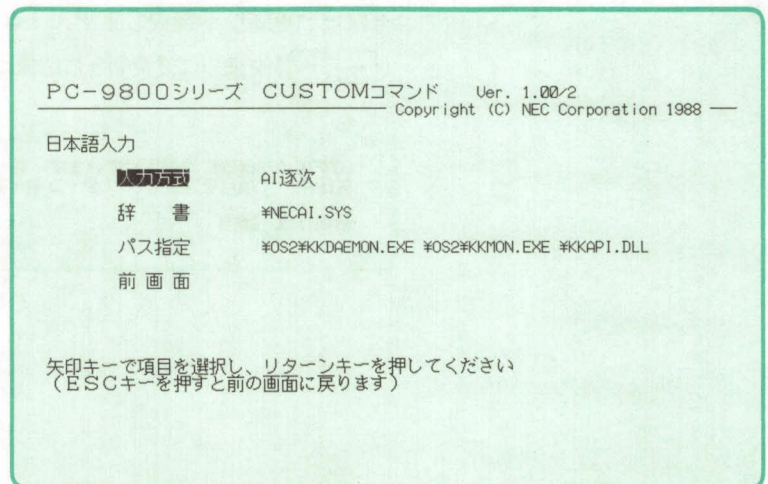 PC-9800シリーズ CUSTOMコマンド Ver. 1.00/2
Copyright (C) NEC Corporation 1988
日本語入力
入力方式 AI逐次
辞 書 ¥NECAI.SYS
パス指定 ¥OS2¥KKDAEMON.EXE ¥OS2¥KKMON.EXE ¥KKAPI.DLL
前 画 面
矢印キーで項目を選択し、リターンキーを押してください
(ESCキーを押すと前の画面に戻ります)